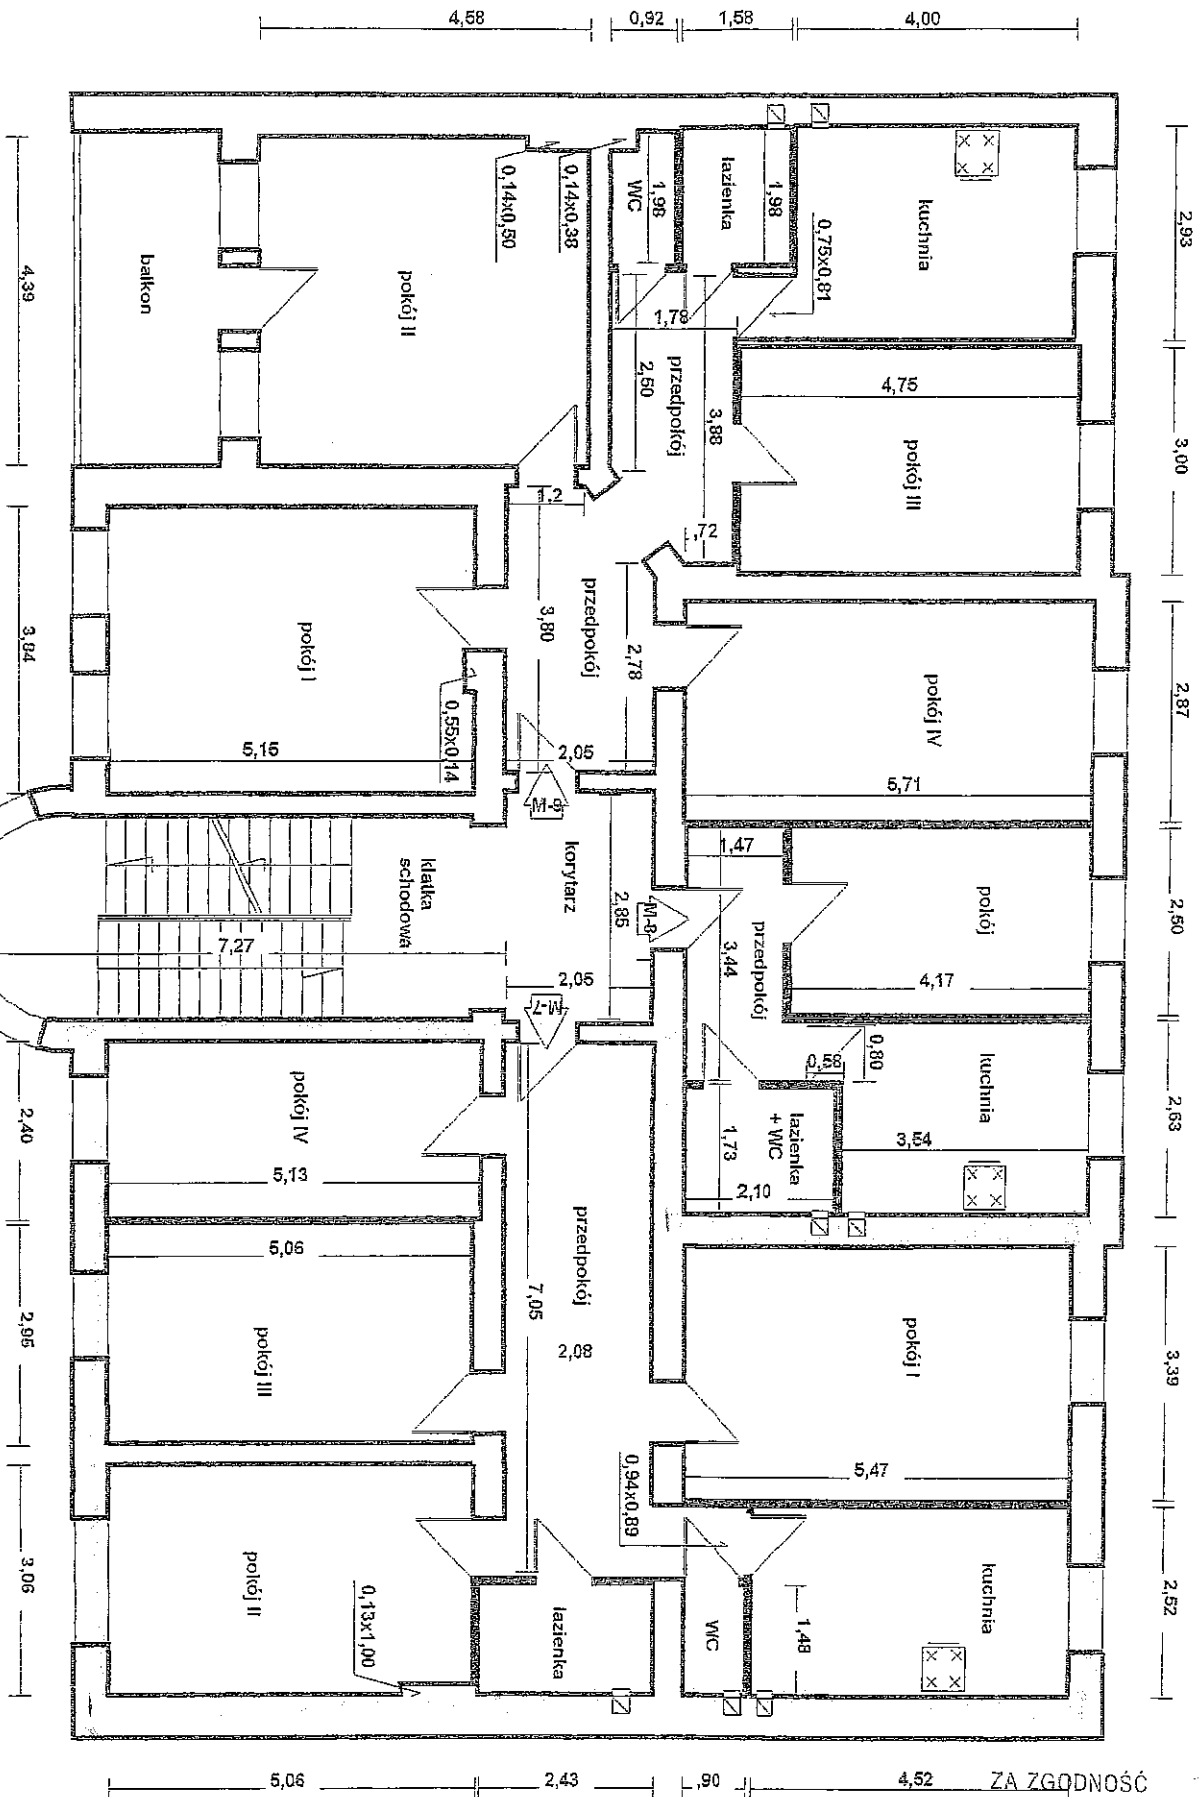 4,58
0,92
1,58
4,00
4,39
3,84
2,40
2,95
3,06
2,93
3,00
2,87
2,50
2,63
3,39
2,52
balkon
pokój II
0,14x0,50
0,14x0,38
WC
1,98
łazienka
1,98
kuchnia
0,75x0,81
1,78
2,50
przedpokój
3,88
,72
4,75
pokój III
1,2
3,80
przedpokój
2,78
2,05
pokój I
5,15
0,55x0,14
pokój IV
5,71
M-9
klatka
schodowa
7,27
korytarz
2,85
2,05
M-8
M-7
1,47
przedpokój
3,44
pokój
4,17
kuchnia
0,80
0,58
3,54
łazienka
+ WC
1,73
2,10
pokój IV
5,13
5,06
pokój III
przedpokój
7,05
2,08
pokój I
5,47
0,94x0,89
pokój II
0,13x1,00
łazienka
WC
1,48
kuchnia
5,06
2,43
,90
4,52
ZA ZGODNOŚĆ